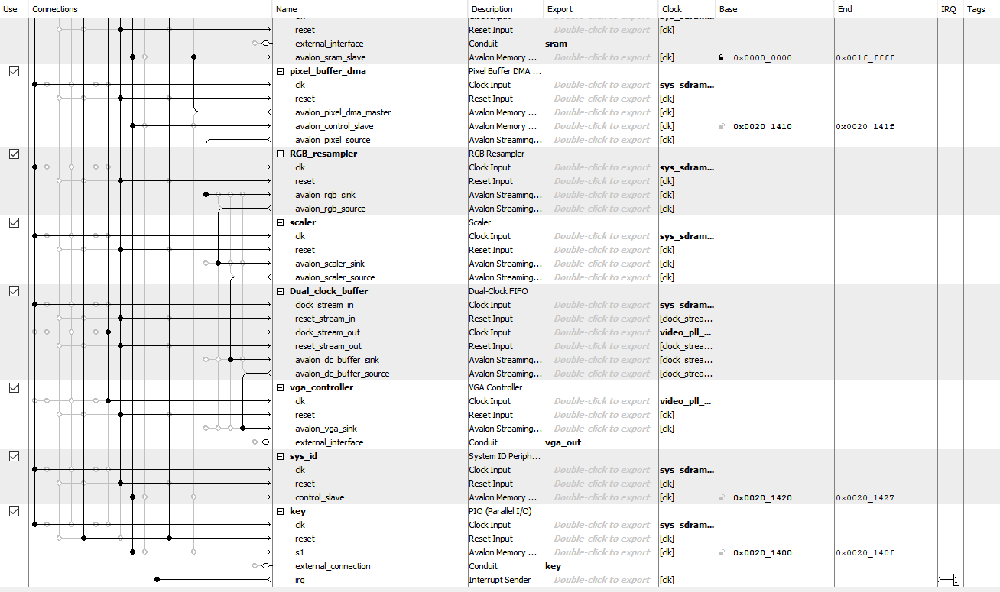 Use Connections Name Description Export Clock Base End IRQ Tags
reset Reset Input Double-click to export [clk]
external_interface Conduit sram
avalon_sram_slave Avalon Memory ... Double-click to export [clk] 0x0000_0000 0x001f_ffff
pixel_buffer_dma Pixel Buffer DMA ...
clk Clock Input Double-click to export sys_sdram...
reset Reset Input Double-click to export [clk]
avalon_pixel_dma_master Avalon Memory ... Double-click to export [clk]
avalon_control_slave Avalon Memory ... Double-click to export [clk] 0x0020_1410 0x0020_141f
avalon_pixel_source Avalon Streaming... Double-click to export [clk]
RGB_resampler RGB Resampler
clk Clock Input Double-click to export sys_sdram...
reset Reset Input Double-click to export [clk]
avalon_rgb_sink Avalon Streaming... Double-click to export [clk]
avalon_rgb_source Avalon Streaming... Double-click to export [clk]
scaler Scaler
clk Clock Input Double-click to export sys_sdram...
reset Reset Input Double-click to export [clk]
avalon_scaler_sink Avalon Streaming... Double-click to export [clk]
avalon_scaler_source Avalon Streaming... Double-click to export [clk]
Dual_clock_buffer Dual-Clock FIFO
clock_stream_in Clock Input Double-click to export sys_sdram...
reset_stream_in Reset Input Double-click to export [clock_strea...
clock_stream_out Clock Input Double-click to export video_pll_...
reset_stream_out Reset Input Double-click to export [clock_strea...
avalon_dc_buffer_sink Avalon Streaming... Double-click to export [clock_strea...
avalon_dc_buffer_source Avalon Streaming... Double-click to export [clock_strea...
vga_controller VGA Controller
clk Clock Input Double-click to export video_pll_...
reset Reset Input Double-click to export [clk]
avalon_vga_sink Avalon Streaming... Double-click to export [clk]
external_interface Conduit vga_out
sys_id System ID Periph...
clk Clock Input Double-click to export sys_sdram...
reset Reset Input Double-click to export [clk]
control_slave Avalon Memory ... Double-click to export [clk] 0x0020_1420 0x0020_1427
key PIO (Parallel I/O)
clk Clock Input Double-click to export sys_sdram...
reset Reset Input Double-click to export [clk]
s1 Avalon Memory ... Double-click to export [clk] 0x0020_1400 0x0020_140f
external_connection Conduit key
irq Interrupt Sender Double-click to export [clk] 1